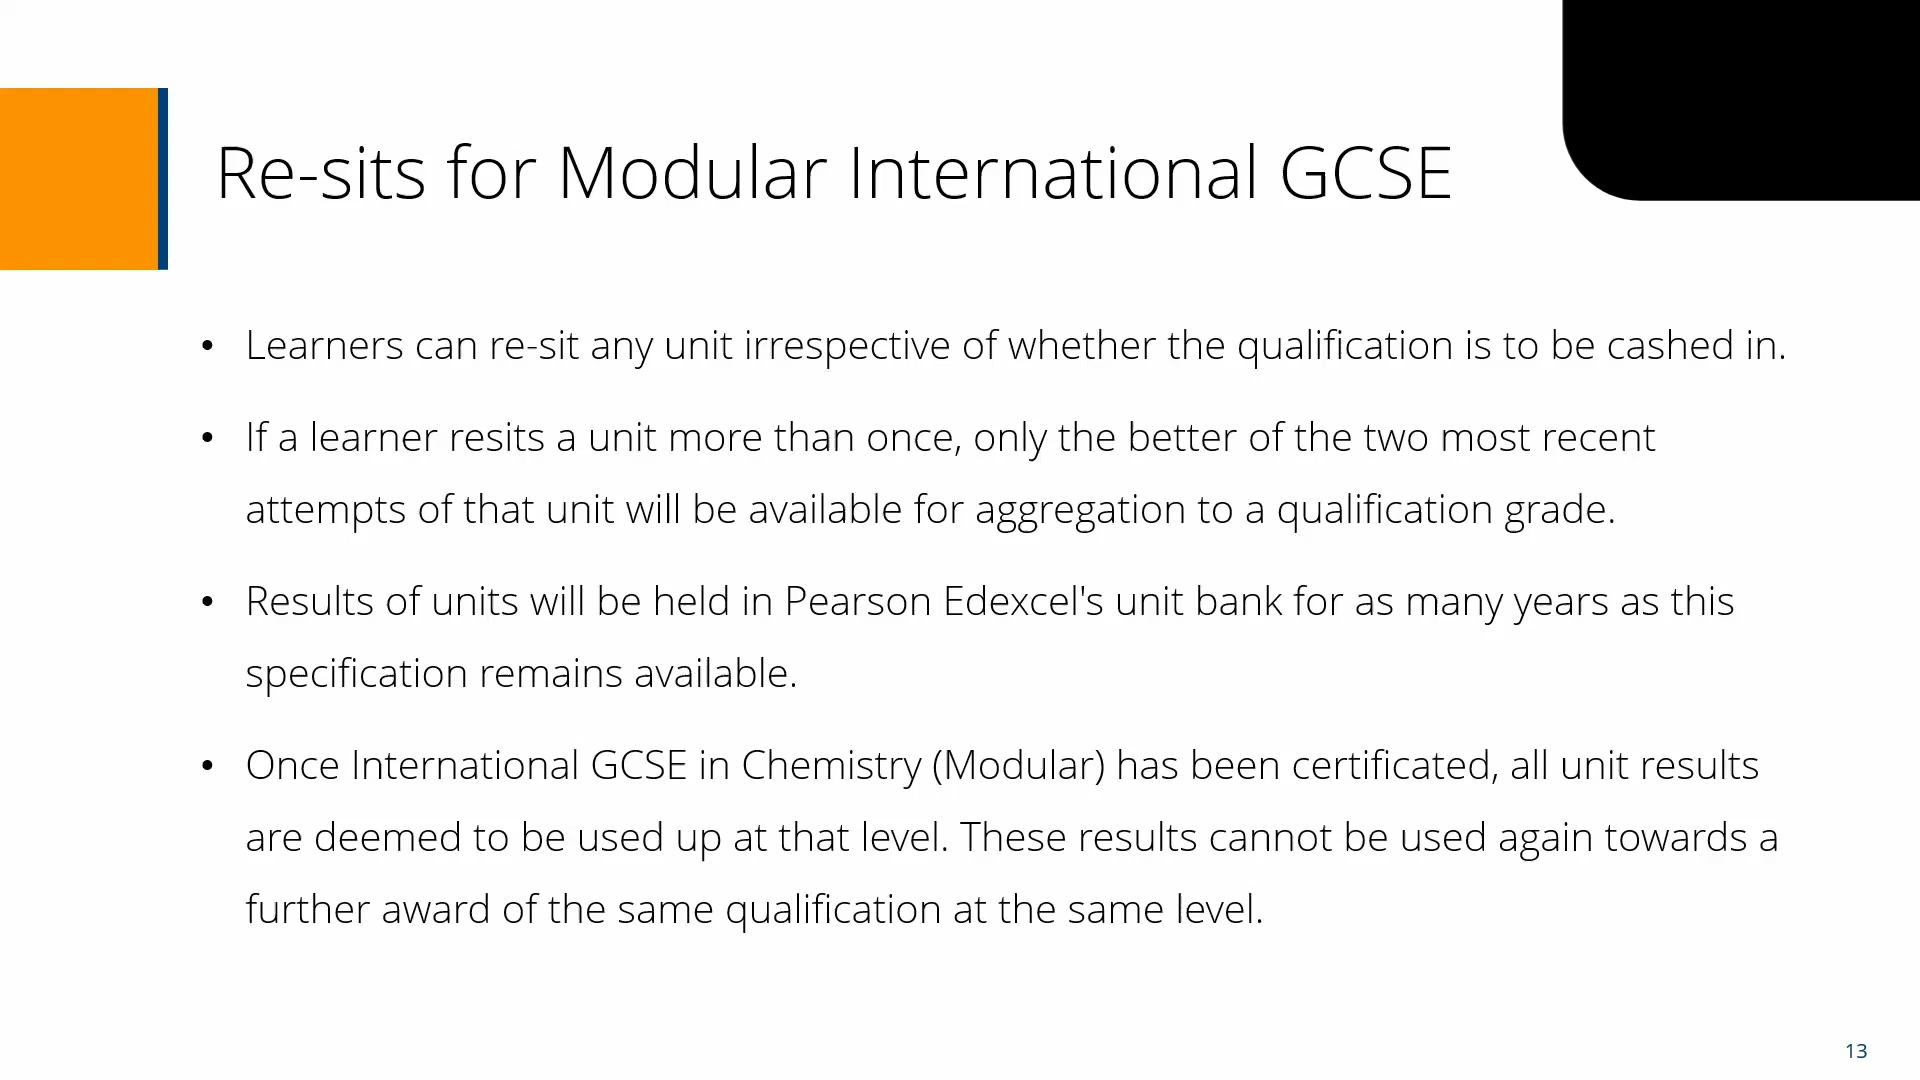 Re-sits for Modular International GCSE
• Learners can re-sit any unit irrespective of whether the qualification is to be cashed in.
• If a learner resits a unit more than once, only the better of the two most recent
attempts of that unit will be available for aggregation to a qualification grade.
• Results of units will be held in Pearson Edexcel's unit bank for as many years as this
specification remains available.
• Once International GCSE in Chemistry (Modular) has been certificated, all unit results
are deemed to be used up at that level. These results cannot be used again towards a
further award of the same qualification at the same level.
13